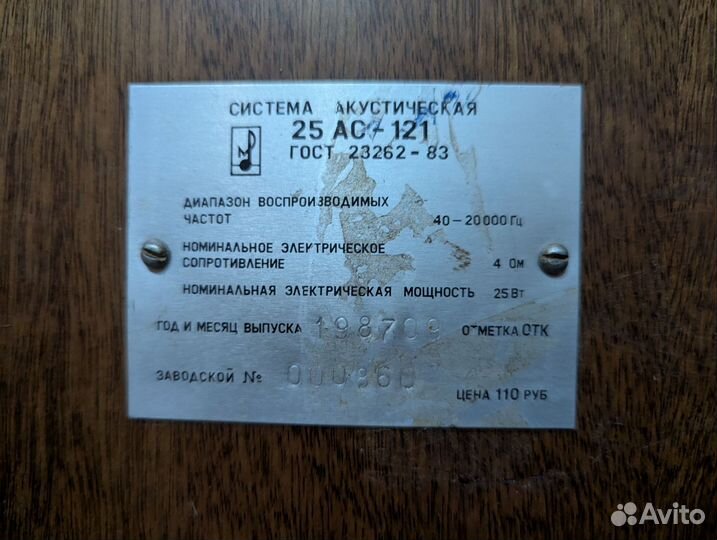 СИСТЕМА АКУСТИЧЕСКАЯ
25 АС-121
ГОСТ 23262-83
М
ДИАПАЗОН ВОСПРОИЗВОДИМЫХ
ЧАСТОТ 40-20000 Гц
НОМИНАЛЬНОЕ ЭЛЕКТРИЧЕСКОЕ
СОПРОТИВЛЕНИЕ 4 ОМ
НОМИНАЛЬНАЯ ЭЛЕКТРИЧЕСКАЯ МОЩНОСТЬ 25 Вт
ГОД И МЕСЯЦ ВЫПУСКА 198709 ОТМЕТКА ОТК
ЗАВОДСКОЙ №
ЦЕНА 110 РУБ
Avito